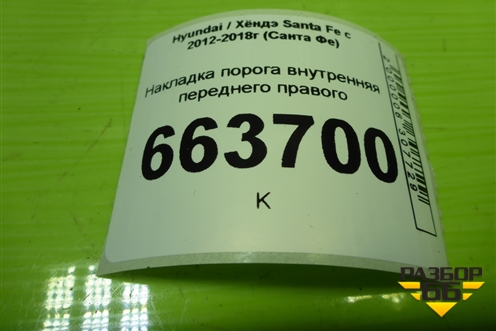 Hyundai / Хёндэ Santa Fe с
2012-2018г (Санта Фе)
Накладка порога внутренняя
переднего правого
663700
К
РАЗБОР
66